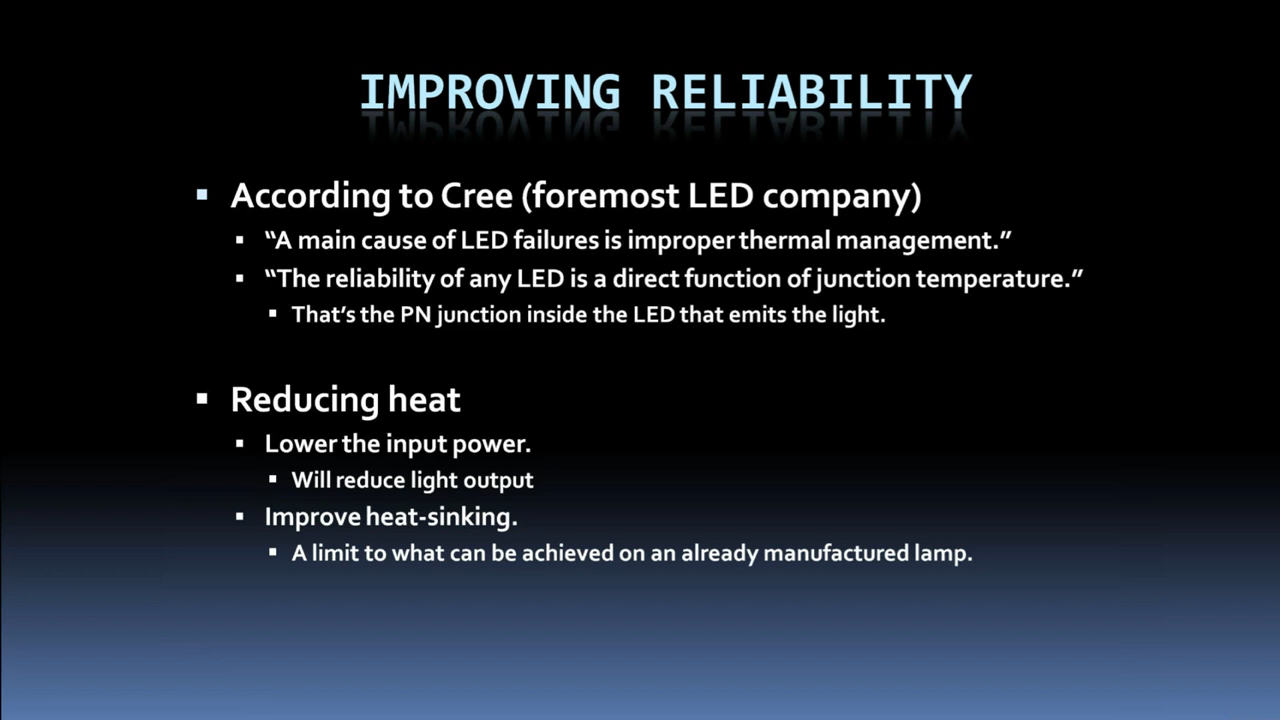 IMPROVING RELIABILITY
▪ According to Cree (foremost LED company)
▪ “A main cause of LED failures is improper thermal management.”
▪ “The reliability of any LED is a direct function of junction temperature.”
▪ That’s the PN junction inside the LED that emits the light.
▪ Reducing heat
▪ Lower the input power.
▪ Will reduce light output
▪ Improve heat-sinking.
▪ A limit to what can be achieved on an already manufactured lamp.